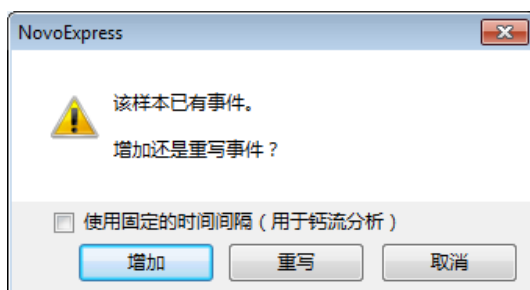 NovoExpress
该样本已有事件。
增加还是重写事件？
使用固定的时间间隔（用于钙流分析）
增加
重写
取消